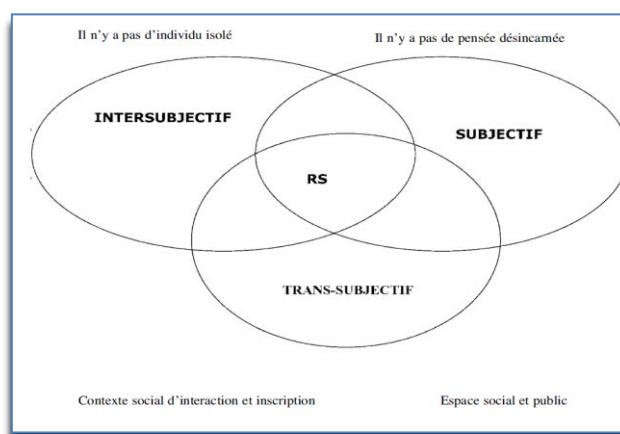 Il n’y a pas d’individu isolé
Il n’y a pas de pensée désincarnée
INTERSUBJECTIF
SUBJECTIF
RS
TRANS-SUBJECTIF
Contexte social d’interaction et inscription
Espace social et public